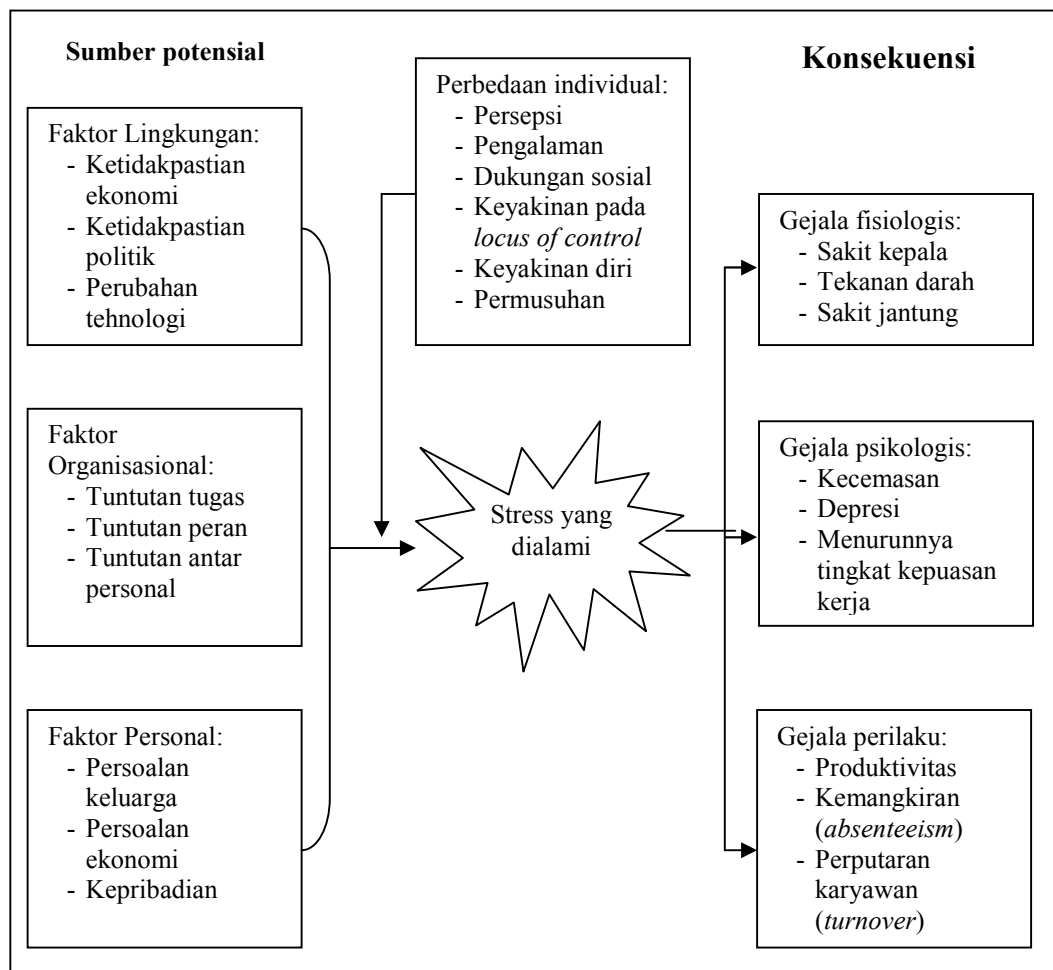 Sumber potensial
Faktor Lingkungan:
- Ketidakpastian
ekonomi
- Ketidakpastian
politik
- Perubahan
tehnologi
Faktor
Organisasional:
- Tuntutan tugas
- Tuntutan peran
- Tuntutan antar
personal
Faktor Personal:
- Persoalan
keluarga
- Persoalan
ekonomi
- Kepribadian
Perbedaan individual:
- Persepsi
- Pengalaman
- Dukungan sosial
- Keyakinan pada
locus of control
- Keyakinan diri
- Permusuhan
Stress yang
dialami
Konsekuensi
Gejala fisiologis:
- Sakit kepala
- Tekanan darah
- Sakit jantung
Gejala psikologis:
- Kecemasan
- Depresi
- Menurunnya
tingkat kepuasan
kerja
Gejala perilaku:
- Produktivitas
- Kemangkiran
(absenteeism)
- Perputaran
karyawan
(turnover)